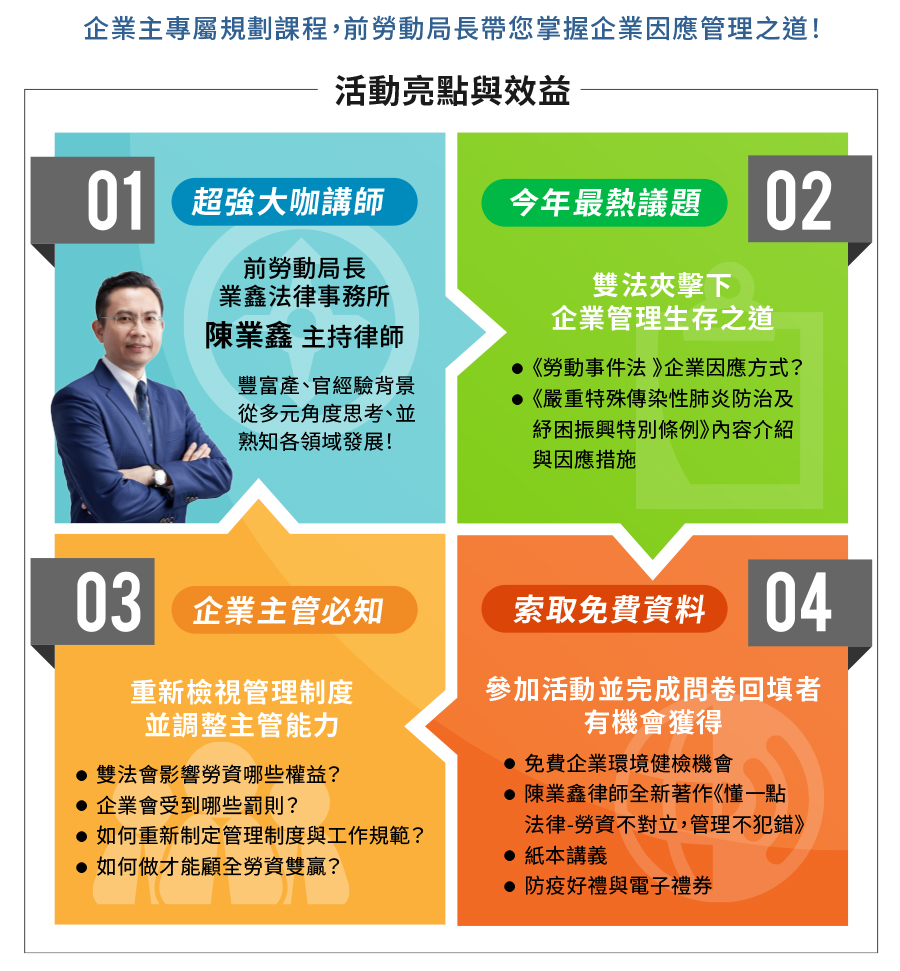 企業主專屬規劃課程，前勞動局長帶您掌握企業因應管理之道！
活動亮點與效益
01
超強大咖講師
前勞動局長
業鑫法律事務所
陳業鑫 主持律師
豐富產、官經驗背景
從多元角度思考、並
熟知各領域發展！
02
今年最熱議題
雙法夾擊下
企業管理生存之道
●《勞動事件法 》企業因應方式？
●《嚴重特殊傳染性肺炎防治及
紓困振興特別條例》內容介紹
與因應措施
03
企業主管必知
重新檢視管理制度
並調整主管能力
● 雙法會影響勞資哪些權益？
● 企業會受到哪些罰則？
● 如何重新制定管理制度與工作規範？
● 如何做才能顧全勞資雙贏？
04
索取免費資料
參加活動並完成問卷回填者
有機會獲得
● 免費企業環境健檢機會
● 陳業鑫律師全新著作《懂一點
法律-勞資不對立，管理不犯錯》
● 紙本講義
● 防疫好禮與電子禮券